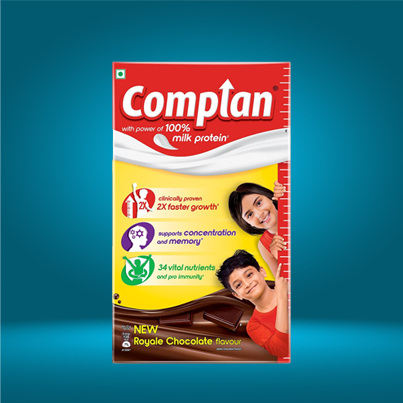 Complan®
with power of 100%
milk protein
clinically proven
2X faster growth*
2X
supports concentration
and memory*
34 vital nutrients
and pro immunity
NEW
Royale Chocolate flavour